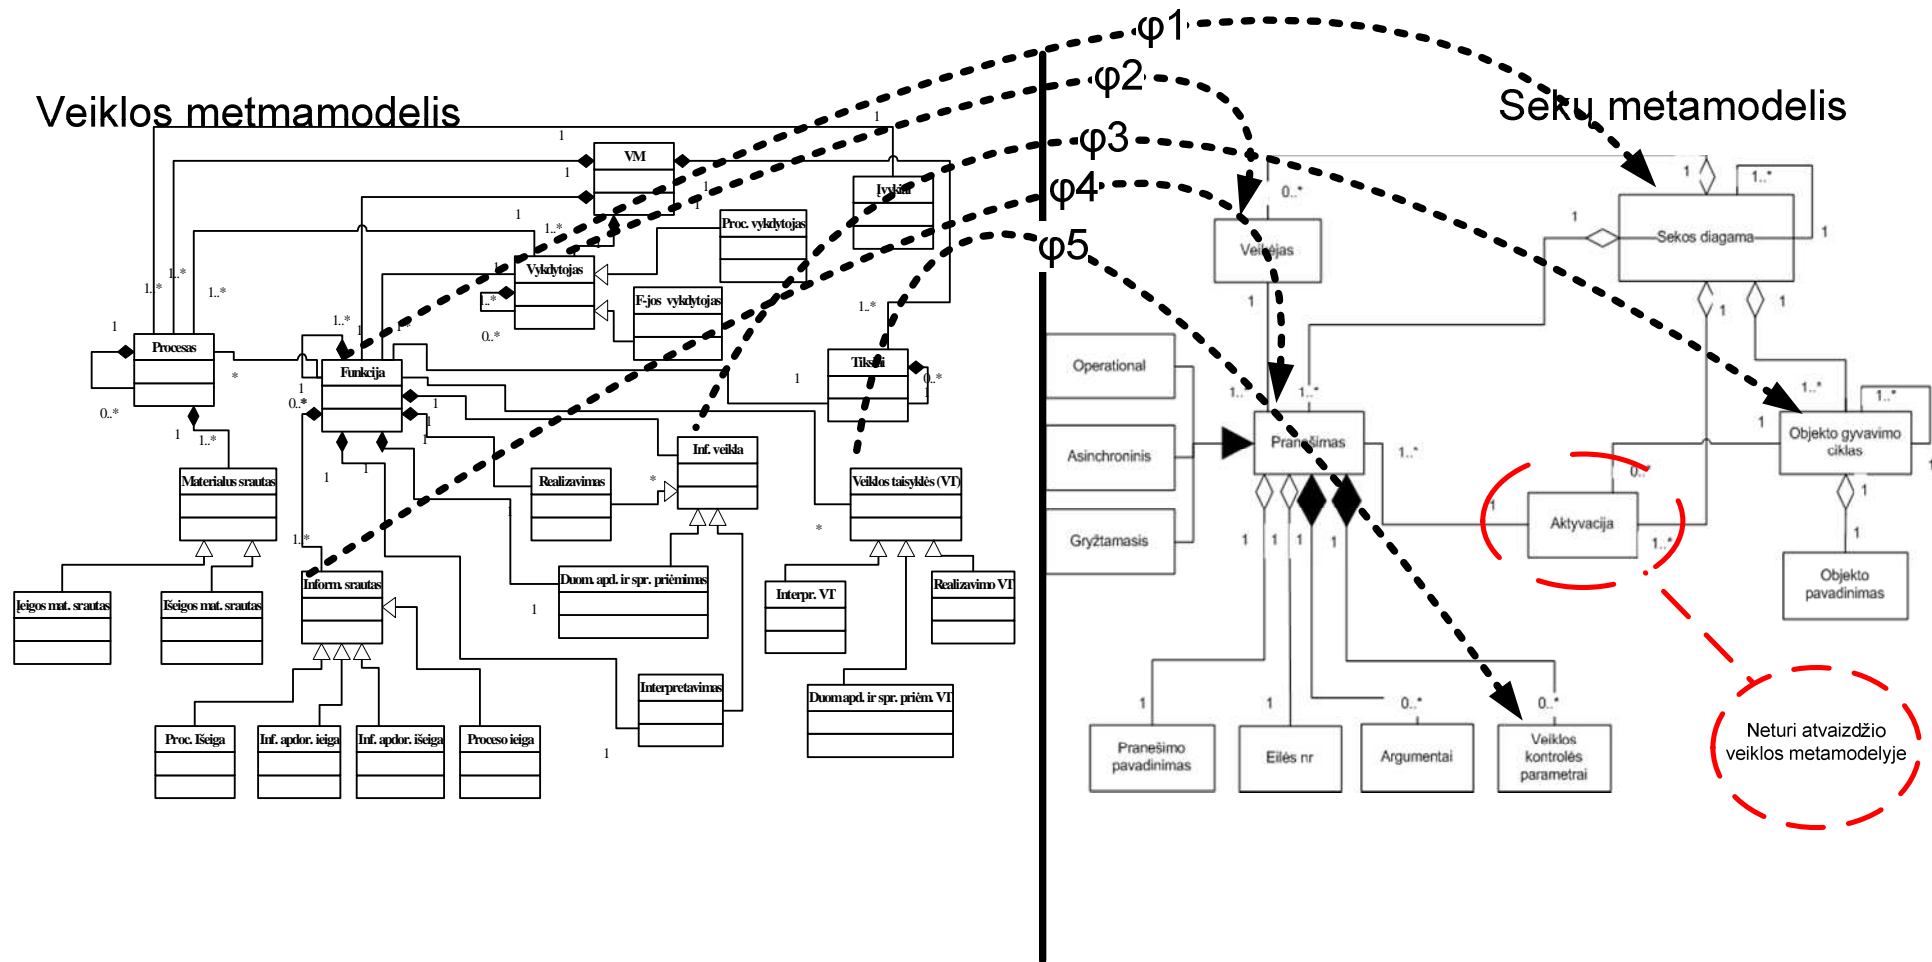 φ1
φ2
φ3
φ4
φ5
Veiklos metmamodelis
VM
Įvykiai
Proc. vykdytojas
Vykdytojas
F-jos vykdytojas
Procesas
Funkcija
Tikslai
Inf. veikla
Materialus srautas
Realizavimas
Veiklos taisyklės (VT)
Inform. srautas
Duom. apd. ir spr. priėmimas
Interpr. VT
Realizavimo VT
Įeigos mat. srautas
Išeigos mat. srautas
Interpretavimas
Duom apd. ir spr. priėm. VT
Proc. Išeiga
Inf. apdor. ieiga
Inf. apdor. išeiga
Proceso ieiga
Sekų metamodelis
Veikėjas
Sekos diagama
Operational
Asinchroninis
Gryžtamasis
Pranešimas
Objekto gyvavimo
ciklas
Aktyvacija
Objekto
pavadinimas
Pranešimo
pavadinimas
Eilės nr
Argumentai
Veiklos
kontrolės
parametrai
Neturi atvaizdžio
veiklos metamodelyje